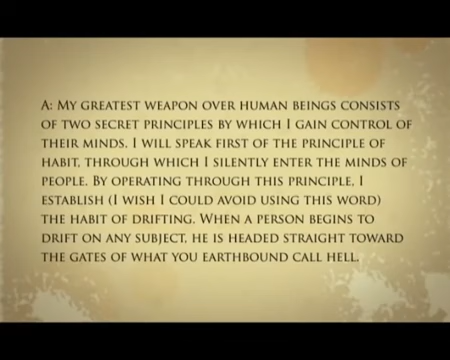 A: My greatest weapon over human beings consists
of two secret principles by which I gain control of
their minds. I will speak first of the principle of
habit, through which I silently enter the minds of
people. By operating through this principle, I
establish (I wish I could avoid using this word)
the habit of drifting. When a person begins to
drift on any subject, he is headed straight toward
the gates of what you earthbound call hell.